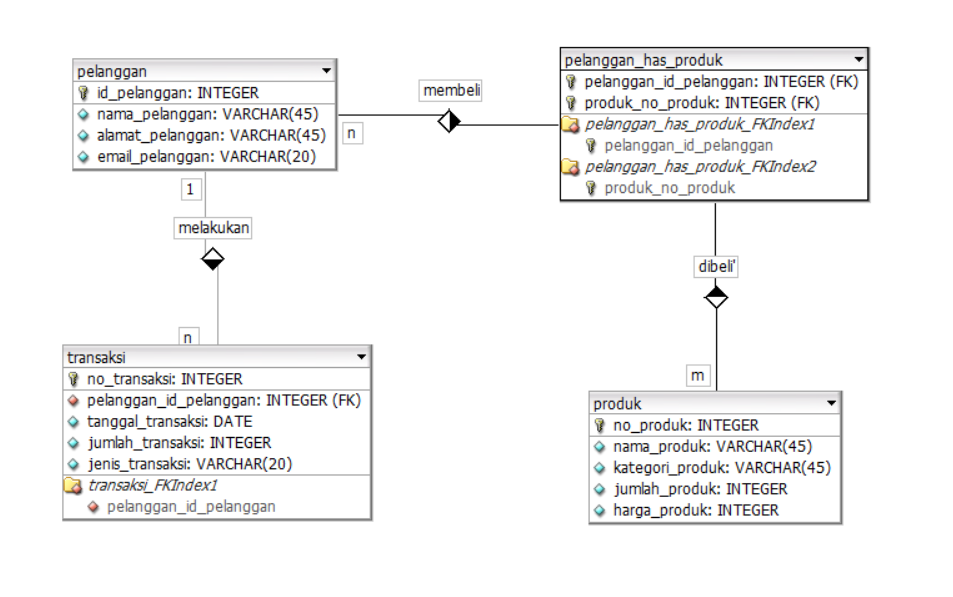 pelanggan
id_pelanggan: INTEGER
nama_pelanggan: VARCHAR(45)
alamat_pelanggan: VARCHAR(45)
email_pelanggan: VARCHAR(20)
n
membeli
pelanggan_has_produk
pelanggan_id_pelanggan: INTEGER (FK)
produk_no_produk: INTEGER (FK)
pelanggan_has_produk_FKIndex1
pelanggan_id_pelanggan
pelanggan_has_produk_FKIndex2
produk_no_produk
1
melakukan
n
dibeli'
m
transaksi
no_transaksi: INTEGER
pelanggan_id_pelanggan: INTEGER (FK)
tanggal_transaksi: DATE
jumlah_transaksi: INTEGER
jenis_transaksi: VARCHAR(20)
transaksi_FKIndex1
pelanggan_id_pelanggan
produk
no_produk: INTEGER
nama_produk: VARCHAR(45)
kategori_produk: VARCHAR(45)
jumlah_produk: INTEGER
harga_produk: INTEGER